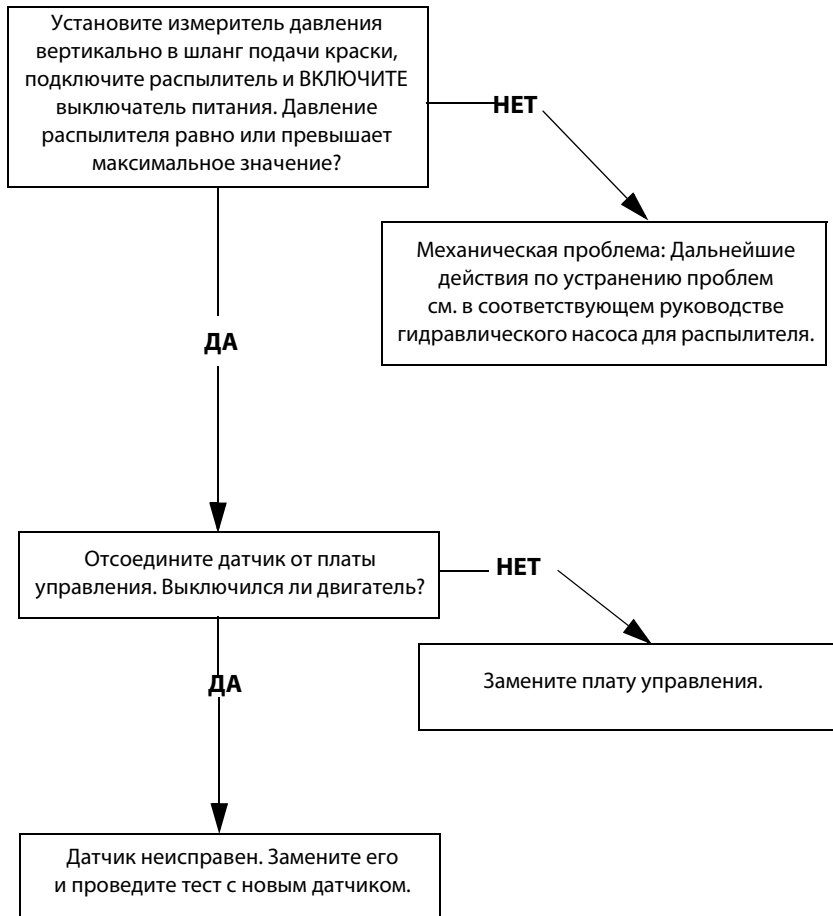 Установите измеритель давления
вертикально в шланг подачи краски,
подключите распылитель и ВКЛЮЧИТЕ
выключатель питания. Давление
распылителя равно или превышает
максимальное значение?
НЕТ
Механическая проблема: Дальнейшие
действия по устранению проблем
см. в соответствующем руководстве
гидравлического насоса для распылителя.
ДА
Отсоедините датчик от платы
управления. Выключился ли двигатель?
НЕТ
Замените плату управления.
ДА
Датчик неисправен. Замените его
и проведите тест с новым датчиком.